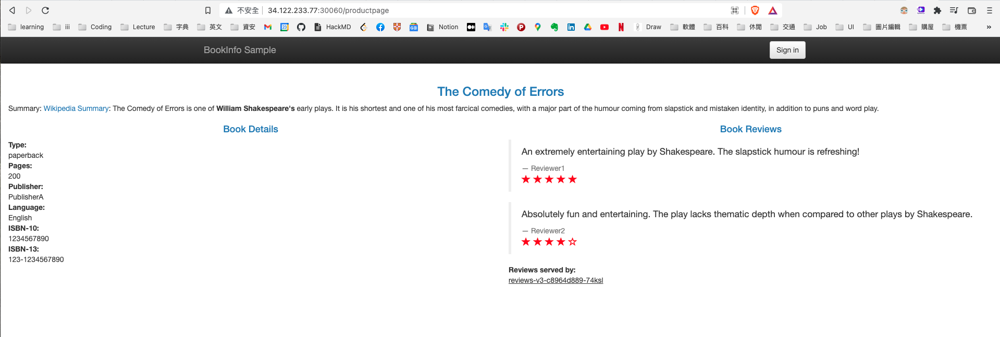 不安全 34.122.233.77:30060/productpage
learning iii Coding Lecture 字典 英文 資安 23 HackMD GE Notion Draw 軟體 百科 休閒 交通 Job UI 圖片編輯 購屋 機票 »
BookInfo Sample Sign in
The Comedy of Errors
Summary: Wikipedia Summary: The Comedy of Errors is one of William Shakespeare's early plays. It is his shortest and one of his most farcical comedies, with a major part of the humour coming from slapstick and mistaken identity, in addition to puns and word play.
Book Details
Type:
paperback
Pages:
200
Publisher:
PublisherA
Language:
English
ISBN-10:
1234567890
ISBN-13:
123-1234567890
Book Reviews
An extremely entertaining play by Shakespeare. The slapstick humour is refreshing!
— Reviewer1
Absolutely fun and entertaining. The play lacks thematic depth when compared to other plays by Shakespeare.
— Reviewer2
Reviews served by:
reviews-v3-c8964d889-74ksl